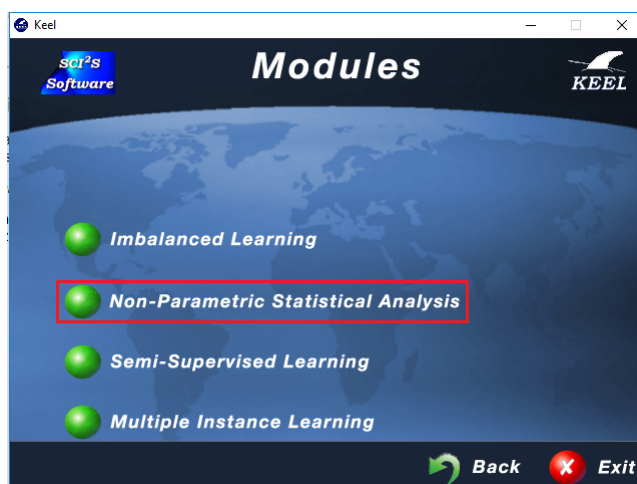 Keel
SCI²S
Software
Modules
KEEL
Imbalanced Learning
Non-Parametric Statistical Analysis
Semi-Supervised Learning
Multiple Instance Learning
Back
Exit